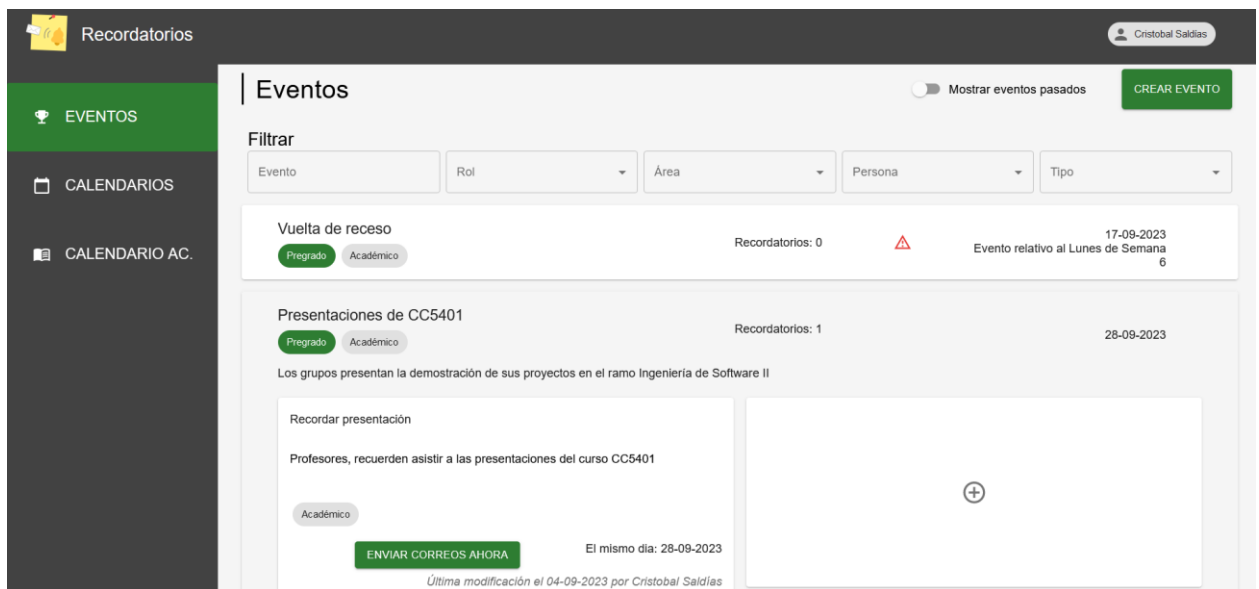 Recordatorios
Cristobal Saldías
EVENTOS
CALENDARIOS
CALENDARIO AC.
Eventos
Mostrar eventos pasados
CREAR EVENTO
Filtrar
Evento
Rol
Área
Persona
Tipo
Vuelta de receso
Pregrado
Académico
Recordatorios: 0
17-09-2023
Evento relativo al Lunes de Semana
6
Presentaciones de CC5401
Pregrado
Académico
Recordatorios: 1
28-09-2023
Los grupos presentan la demostración de sus proyectos en el ramo Ingeniería de Software II
Recordar presentación
Profesores, recuerden asistir a las presentaciones del curso CC5401
Académico
ENVIAR CORREOS AHORA
El mismo dia: 28-09-2023
Última modificación el 04-09-2023 por Cristobal Saldías